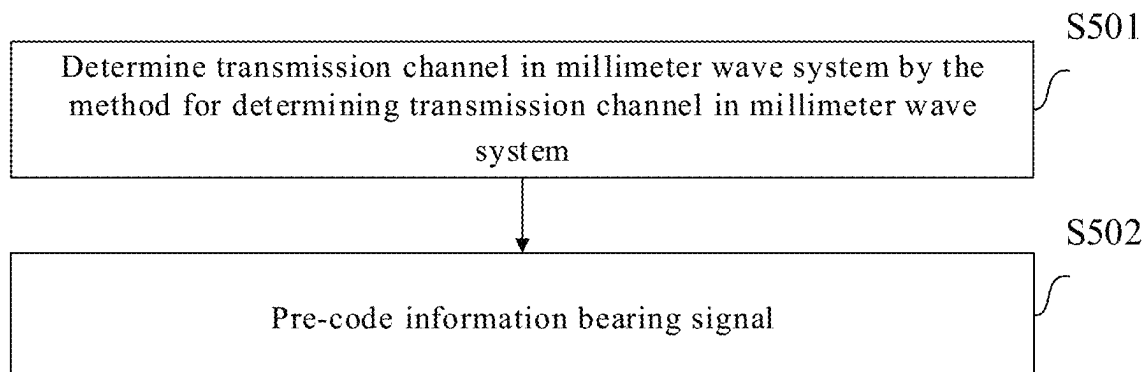 S501
Determine transmission channel in millimeter wave system by the
method for determining transmission channel in millimeter wave
system
S502
Pre-code information bearing signal